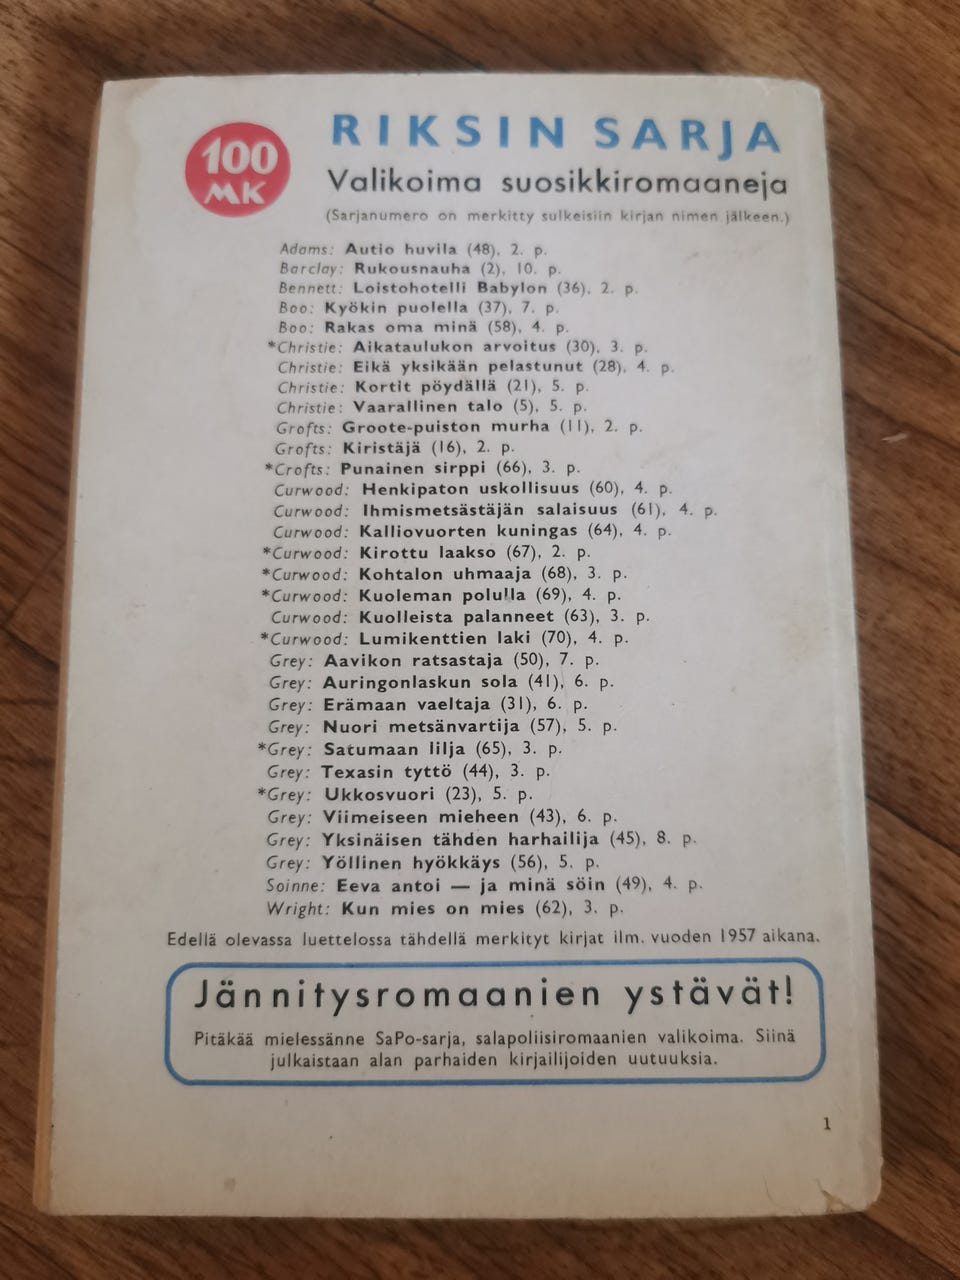 100
MK
RIKSIN SARJA
Valikoima suosikkiromaaneja
(Sarjanumero on merkitty sulkeisiin kirjan nimen jälkeen.)
Adams: Autio huvila (48), 2. p.
Barclay: Rukousnauha (2), 10. p.
Bennett: Loistohotelli Babylon (36), 2. p.
Boo: Kyökin puolella (37), 7. p.
Boo: Rakas oma minä (58), 4. p.
*Christie: Aikataulukon arvoitus (30), 3. p.
Christie: Eikä yksikään pelastunut (28), 4. p.
Christie: Kortit pöydällä (21), 5. p.
Christie: Vaarallinen talo (5), 5. p.
Grofts: Groote-puiston murha (11), 2. p.
Grofts: Kiristäjä (16), 2. p.
*Crofts: Punainen sirppi (66), 3. p.
Curwood: Henkipaton uskollisuus (60), 4. p.
Curwood: Ihmismetsästäjän salaisuus (61), 4. p.
Curwood: Kalliovuorten kuningas (64), 4. p.
*Curwood: Kirottu laakso (67), 2. p.
*Curwood: Kohtalon uhmaaja (68), 3. p.
*Curwood: Kuoleman polulla (69), 4. p.
Curwood: Kuolleista palanneet (63), 3. p.
*Curwood: Lumikenttien laki (70), 4. p.
Grey: Aavikon ratsastaja (50), 7. p.
Grey: Auringonlaskun sola (41), 6. p.
Grey: Erämaan vaeltaja (31), 6. p.
Grey: Nuori metsänvartija (57), 5. p.
*Grey: Satumaan lilja (65), 3. p.
Grey: Texasin tyttö (44), 3. p.
*Grey: Ukkosvuori (23), 5. p.
Grey: Viimeiseen mieheen (43), 6. p.
Grey: Yksinäisen tähden harhailija (45), 8. p.
Grey: Yöllinen hyökkäys (56), 5. p.
Soinne: Eeva antoi — ja minä söin (49), 4. p.
Wright: Kun mies on mies (62), 3. p.
Edellä olevassa luettelossa tähdellä merkityt kirjat ilm. vuoden 1957 aikana.
Jännitysromaanien ystävät!
Pitäkää mielessänne SaPo-sarja, salapoliisiromaanien valikoima. Siinä
julkaistaan alan parhaiden kirjailijoiden uutuuksia.
1